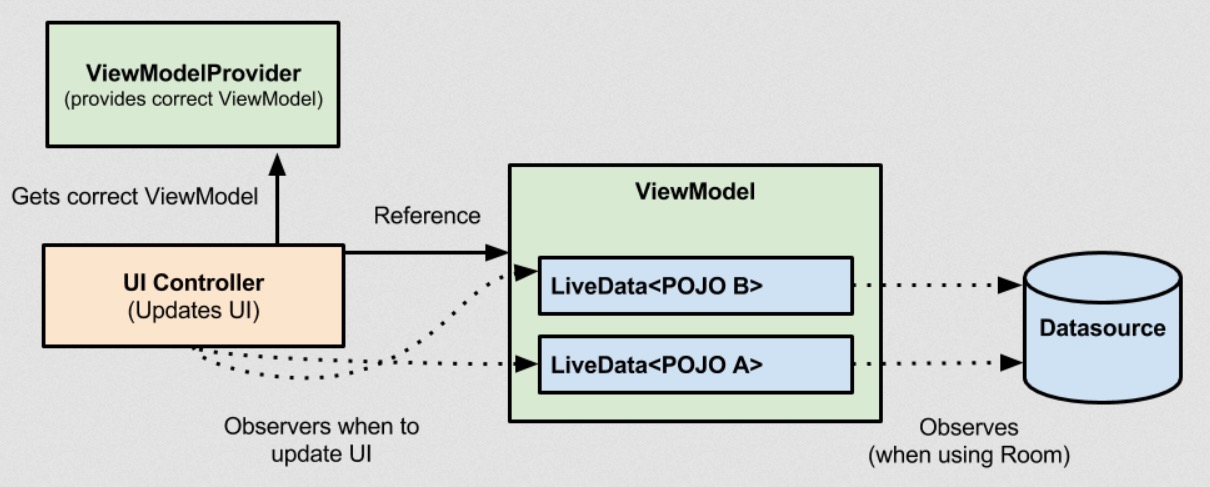 ViewModelProvider
(provides correct ViewModel)
Gets correct ViewModel
Reference
ViewModel
UI Controller
(Updates UI)
LiveData<POJO B>
LiveData<POJO A>
Datasource
Observers when to
update UI
Observes
(when using Room)